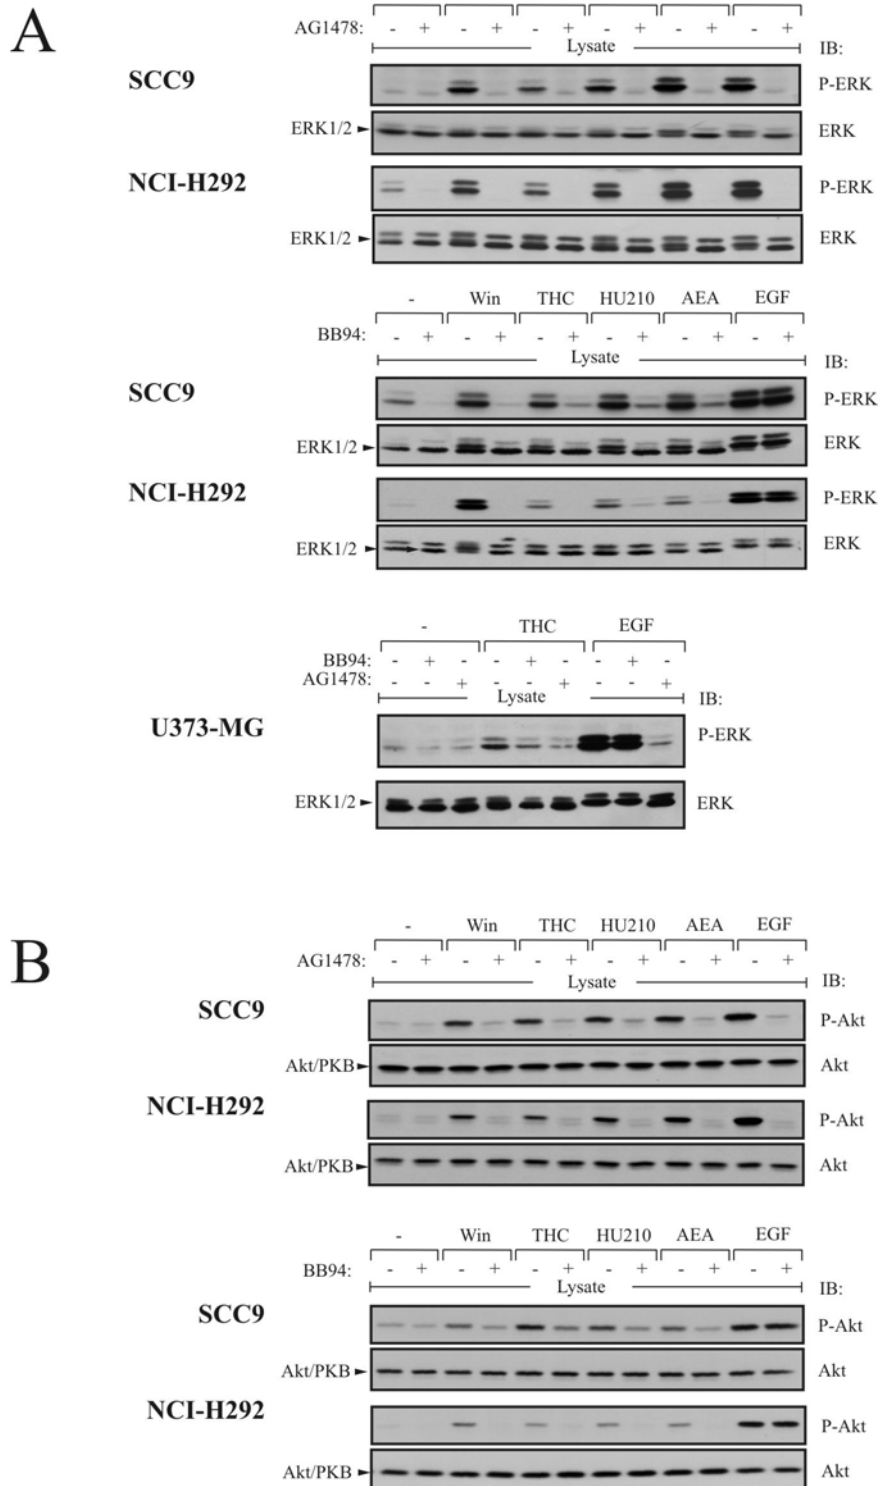 A
AG1478: - + - + - + - + - + - +
Lysate IB:
SCC9 P-ERK
ERK1/2 ERK
NCI-H292 P-ERK
ERK1/2 ERK
- Win THC HU210 AEA EGF
BB94: - + - + - + - + - + - +
Lysate IB:
SCC9 P-ERK
ERK1/2 ERK
NCI-H292 P-ERK
ERK1/2 ERK
- THC EGF
BB94: - + - - + - - + -
AG1478: - - + - - + - - +
Lysate IB:
U373-MG P-ERK
ERK1/2 ERK
B
- Win THC HU210 AEA EGF
AG1478: - + - + - + - + - + - +
Lysate IB:
SCC9 P-Akt
Akt/PKB Akt
NCI-H292 P-Akt
Akt/PKB Akt
- Win THC HU210 AEA EGF
BB94: - + - + - + - + - + - +
Lysate IB:
SCC9 P-Akt
Akt/PKB Akt
NCI-H292 P-Akt
Akt/PKB Akt